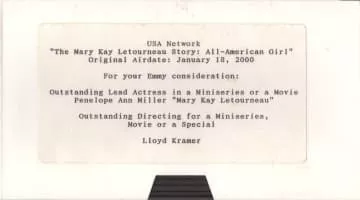 USA Network
"The Mary Kay Letourneau Story: All-American Girl"
Original Airdate: January 18, 2000
For your Emmy consideration:
Outstanding Lead Actress in a Miniseries or a Movie
Penelope Ann Miller "Mary Kay Letourneau"
Outstanding Directing for a Miniseries,
Movie or a Special
Lloyd Kramer